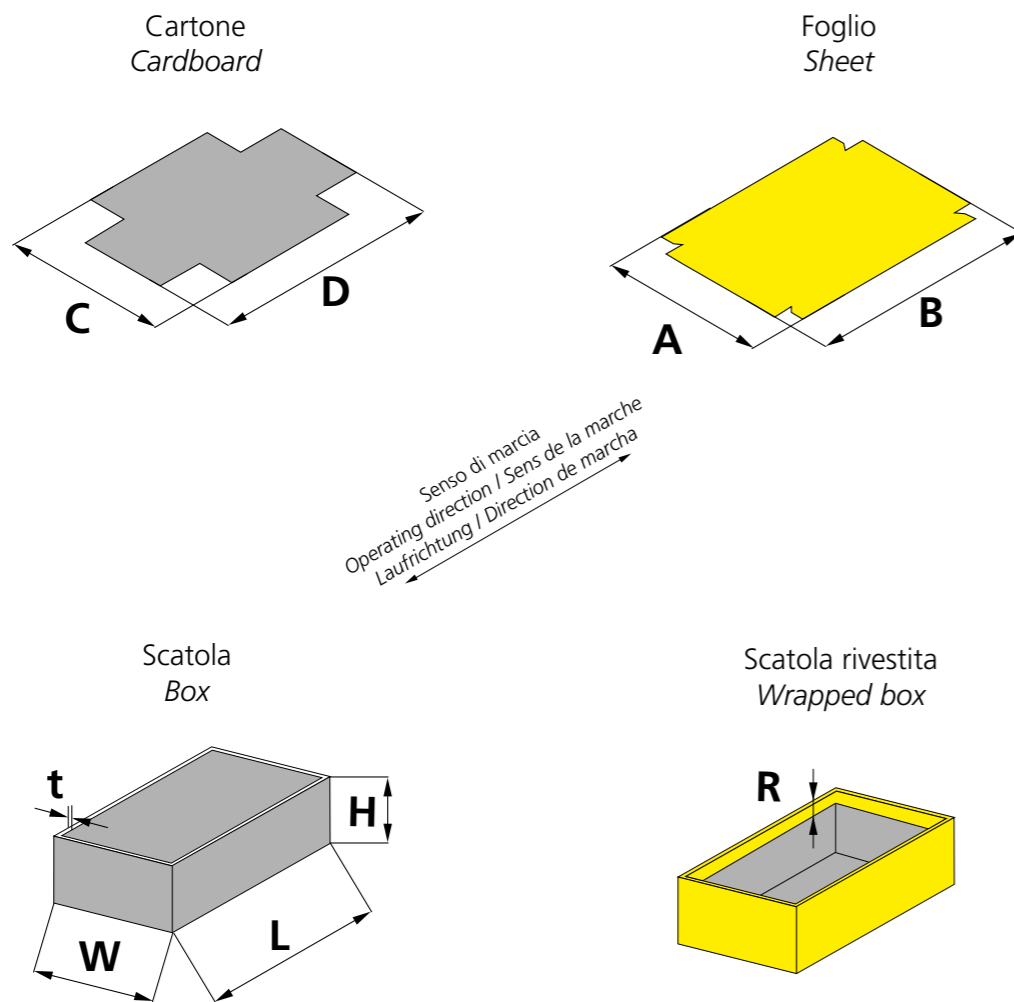 Cartone
Cardboard
Foglio
Sheet
C
D
A
B
Senso di marcia
Operating direction / Sens de la marche
Laufrichtung / Direction de marcha
Scatola
Box
Scatola rivestita
Wrapped box
t
H
W
L
R